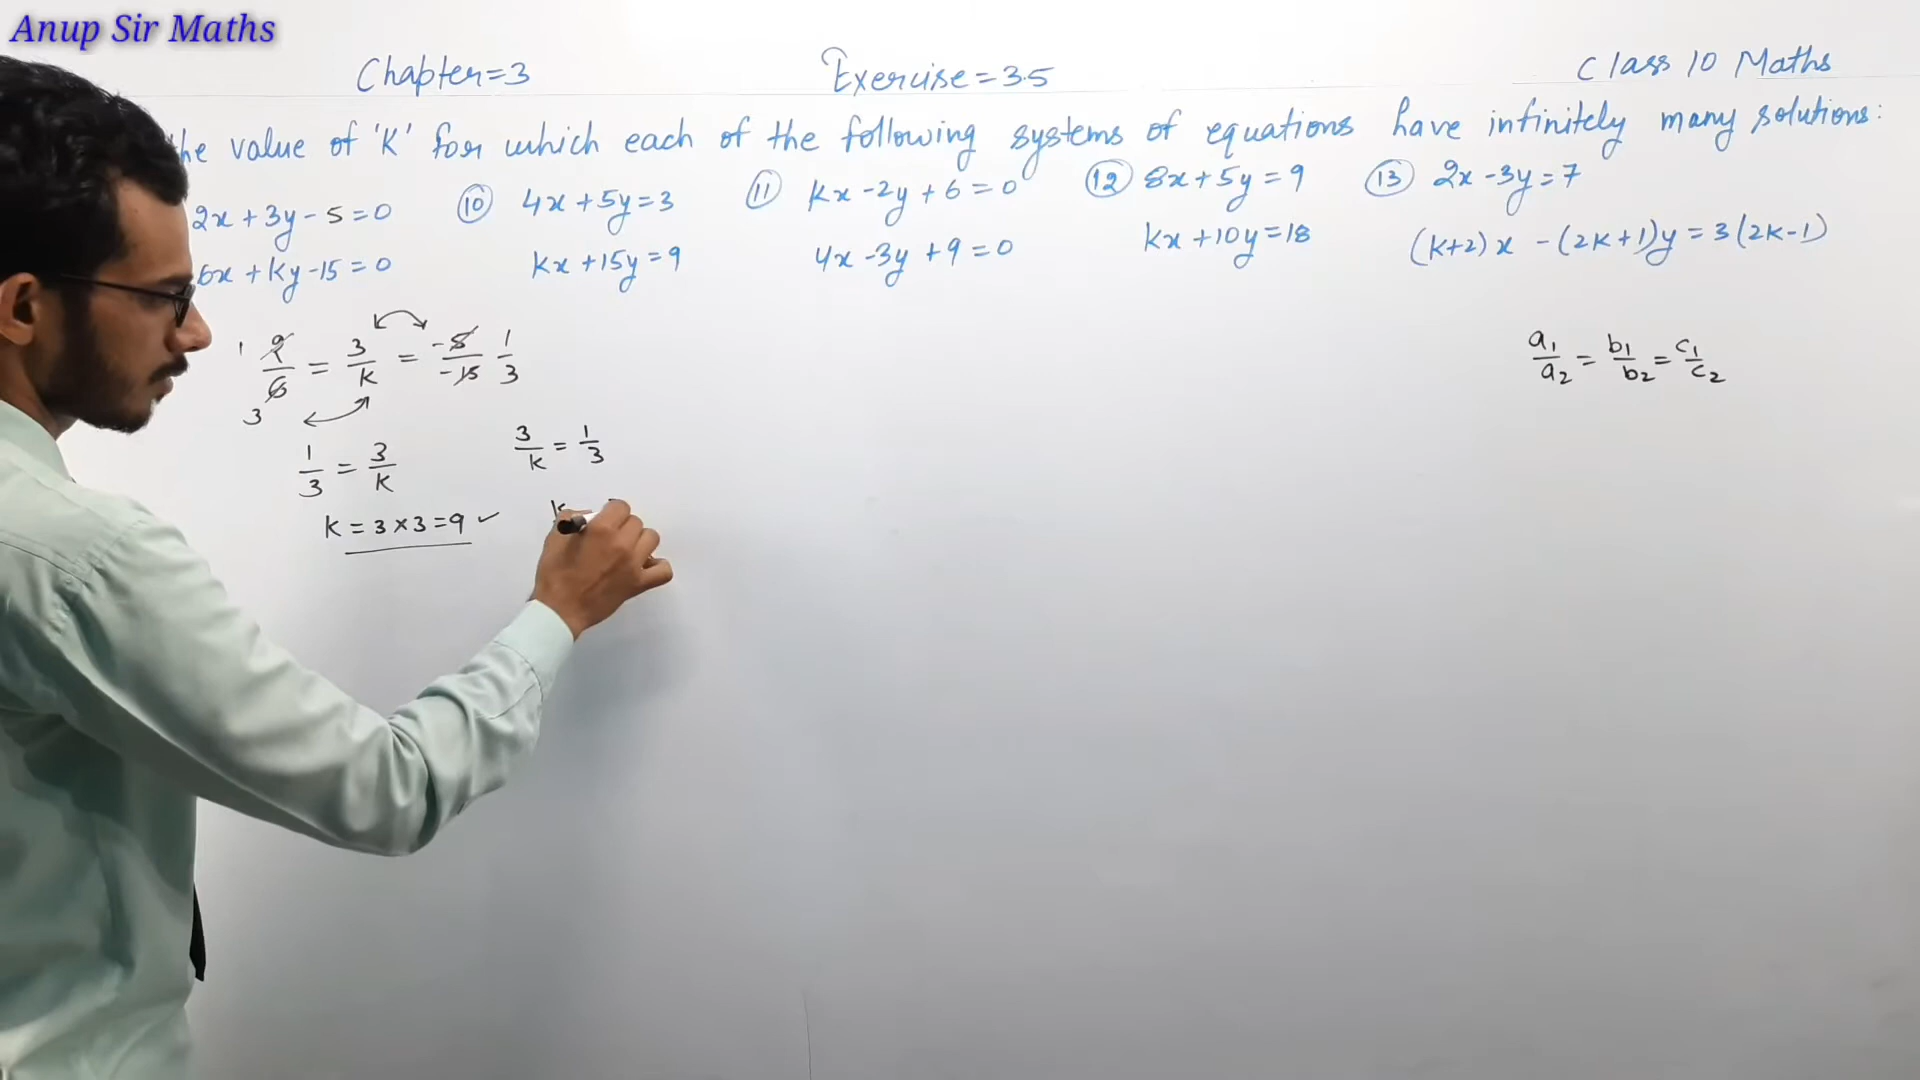 Anup Sir Maths
Chapter=3 Exercise=3.5 Class 10 Maths
the value of 'K' for which each of the following systems of equations have infinitely many solutions:
2x+3y-5=0 (10) 4x+5y=3 (11) kx-2y+6=0 (12) 8x+5y=9 (13) 2x-3y=7
6x+ky-15=0 kx+15y=9 4x-3y+9=0 kx+10y=18 (k+2)x-(2k+1)y=3(2k-1)
1 2/6 3 = 3/k = -5/-15 1/3
a₁/a₂ = b₁/b₂ = c₁/c₂
1/3 = 3/k 3/k = 1/3
k=3×3=9 ✓ k